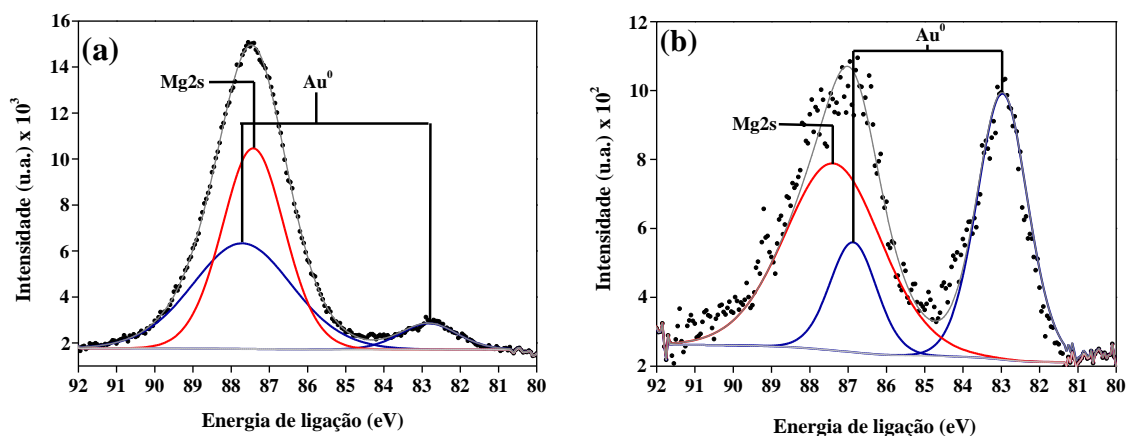 (a)
Intensidade (u.a.) x 10³
16
14
12
10
8
6
4
2
Mg2s
Au⁰
92 91 90 89 88 87 86 85 84 83 82 81 80
Energia de ligação (eV)
(b)
Intensidade (u.a.) x 10²
12
10
8
6
4
2
Au⁰
Mg2s
92 91 90 89 88 87 86 85 84 83 82 81 80
Energia de ligação (eV)